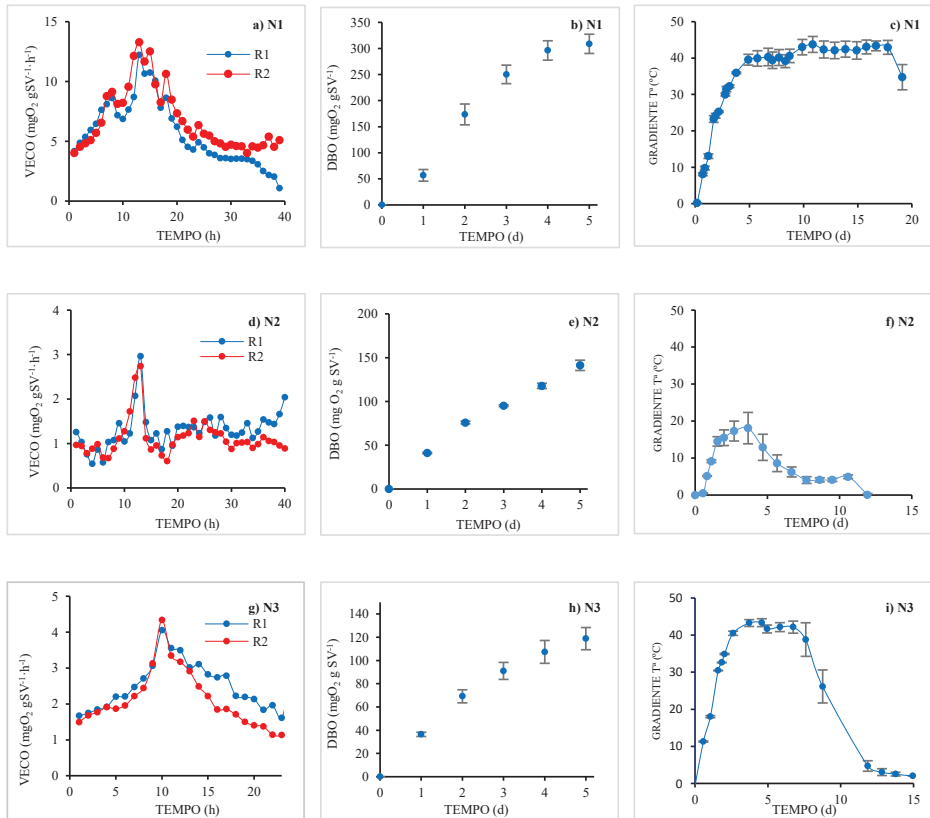 a) N1
R1
R2
VECO (mgO₂ gSV⁻¹·h⁻¹)
15
10
5
0
0 10 20 30 40
TEMPO (h)
b) N1
DBO (mgO₂ gSV⁻¹)
350
300
250
200
150
100
50
0
0 1 2 3 4 5
TEMPO (d)
c) N1
GRADIENTE Tª (ºC)
50
40
30
20
10
0
0 5 10 15 20
TEMPO (d)
d) N2
R1
R2
VECO (mgO₂ gSV⁻¹·h⁻¹)
4
3
2
1
0
0 10 20 30 40
TEMPO (h)
e) N2
DBO (mg O₂ g SV⁻¹)
200
150
100
50
0
0 1 2 3 4 5
TEMPO (d)
f) N2
GRADIENTE Tª (ºC)
50
40
30
20
10
0
0 5 10 15
TEMPO (d)
g) N3
R1
R2
VECO (mgO₂ gSV⁻¹·h⁻¹)
5
4
3
2
1
0
0 5 10 15 20
TEMPO (h)
h) N3
DBO (mgO₂ gSV⁻¹)
140
120
100
80
60
40
20
0
0 1 2 3 4 5
TEMPO (d)
i) N3
GRADIENTE Tª (ºC)
50
40
30
20
10
0
0 5 10 15
TEMPO (d)